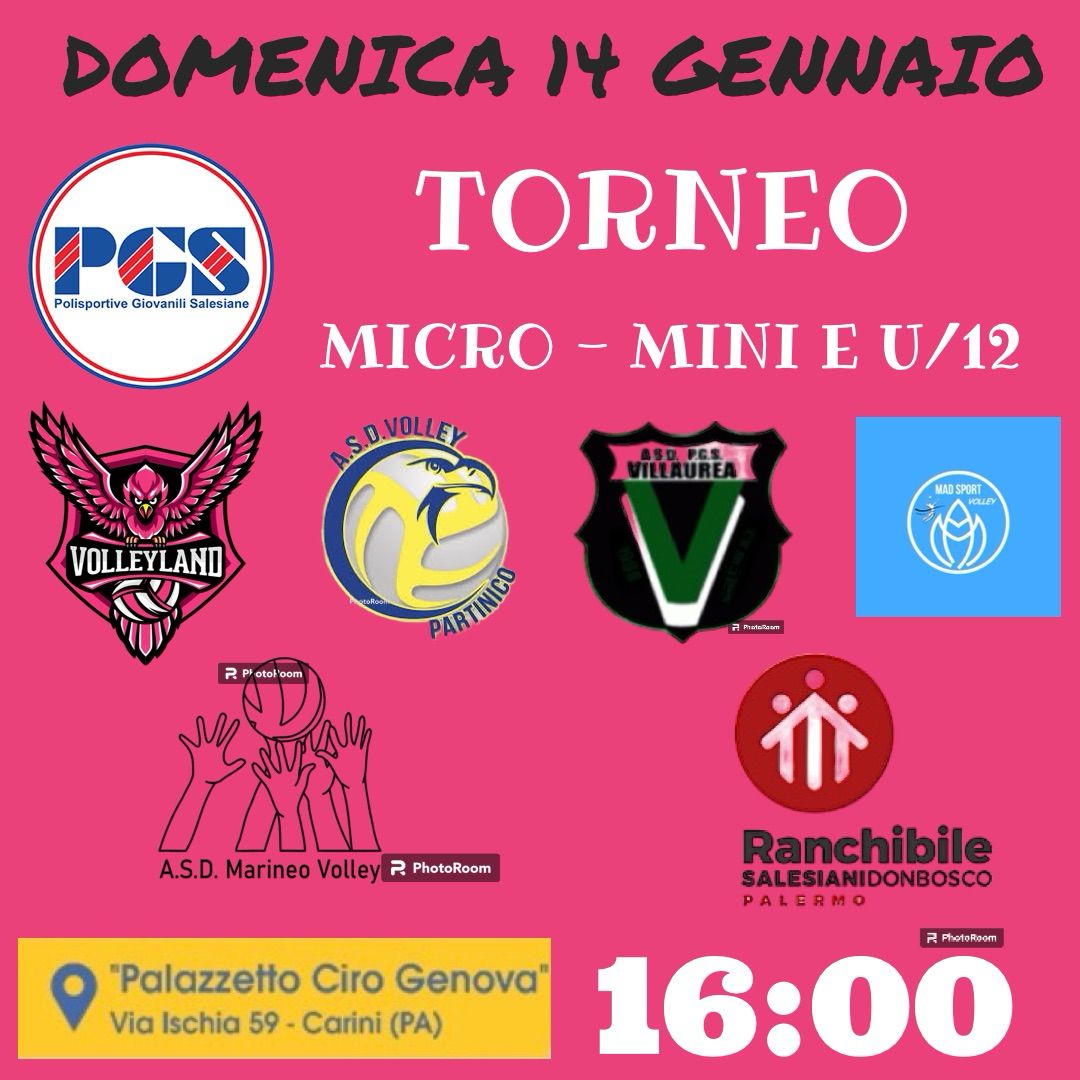 DOMENICA 14 GENNAIO
PGS
Polisportive Giovanili Salesiane
TORNEO
MICRO - MINI E U/12
VOLLEYLAND
A.S.D. VOLLEY
PARTINICO
PhotoRoom
A.S.D. P.G.S.
VILLAUREA
V
PhotoRoom
MAD SPORT
VOLLEY
PhotoRoom
A.S.D. Marineo Volley
PhotoRoom
Ranchibile
SALESIANIDONBOSCO
PALERMO
PhotoRoom
"Palazzetto Ciro Genova"
Via Ischia 59 - Carini (PA)
16:00